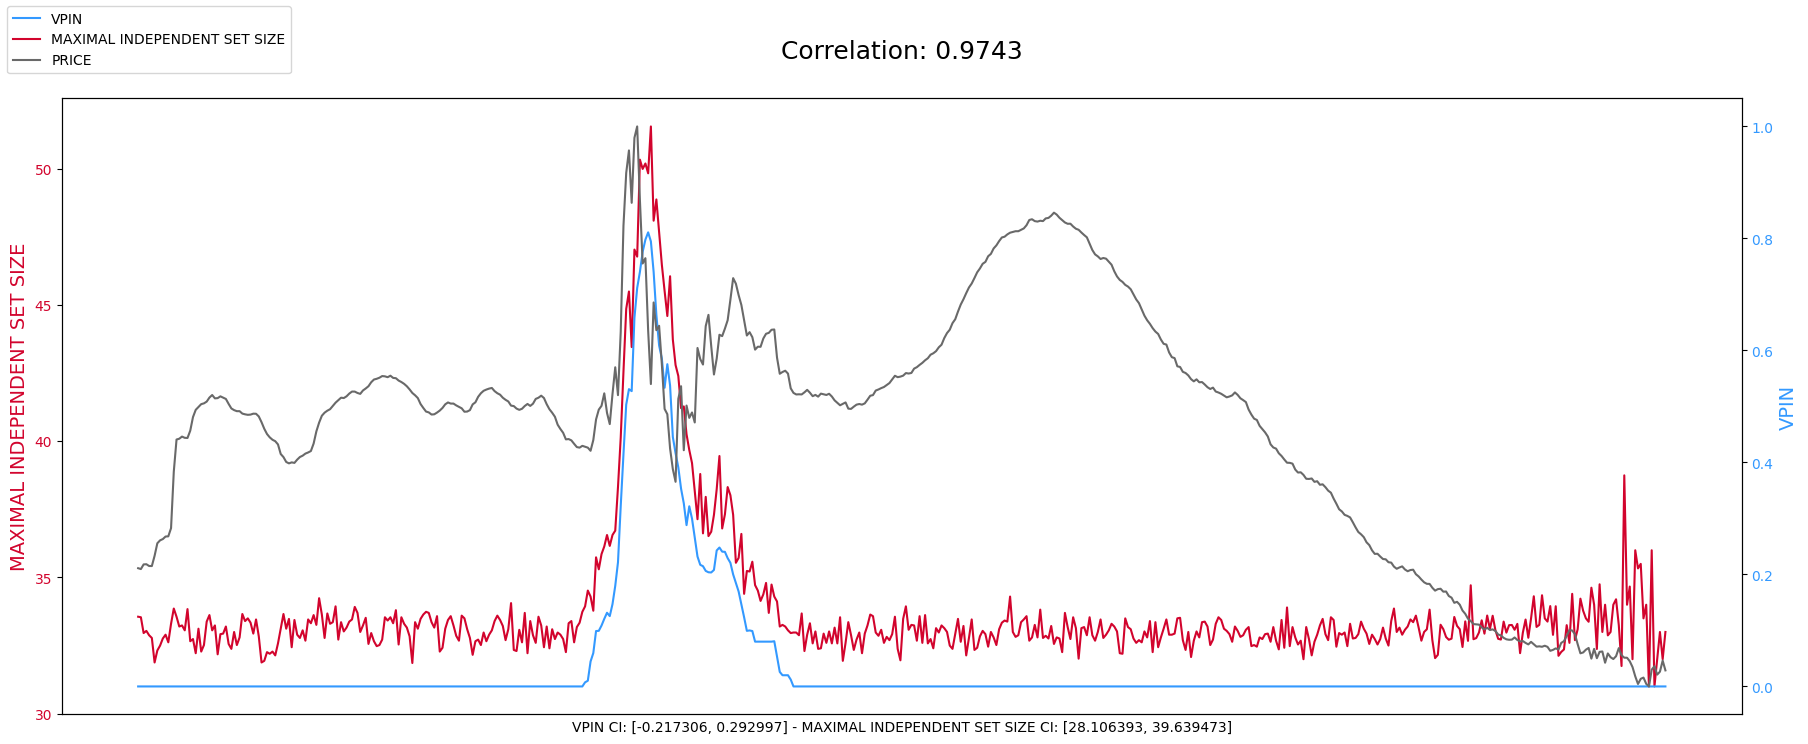 VPIN
MAXIMAL INDEPENDENT SET SIZE
PRICE
Correlation: 0.9743
MAXIMAL INDEPENDENT SET SIZE
50
45
40
35
30
1.0
0.8
0.6
0.4
0.2
0.0
VPIN
VPIN CI: [-0.217306, 0.292997] - MAXIMAL INDEPENDENT SET SIZE CI: [28.106393, 39.639473]